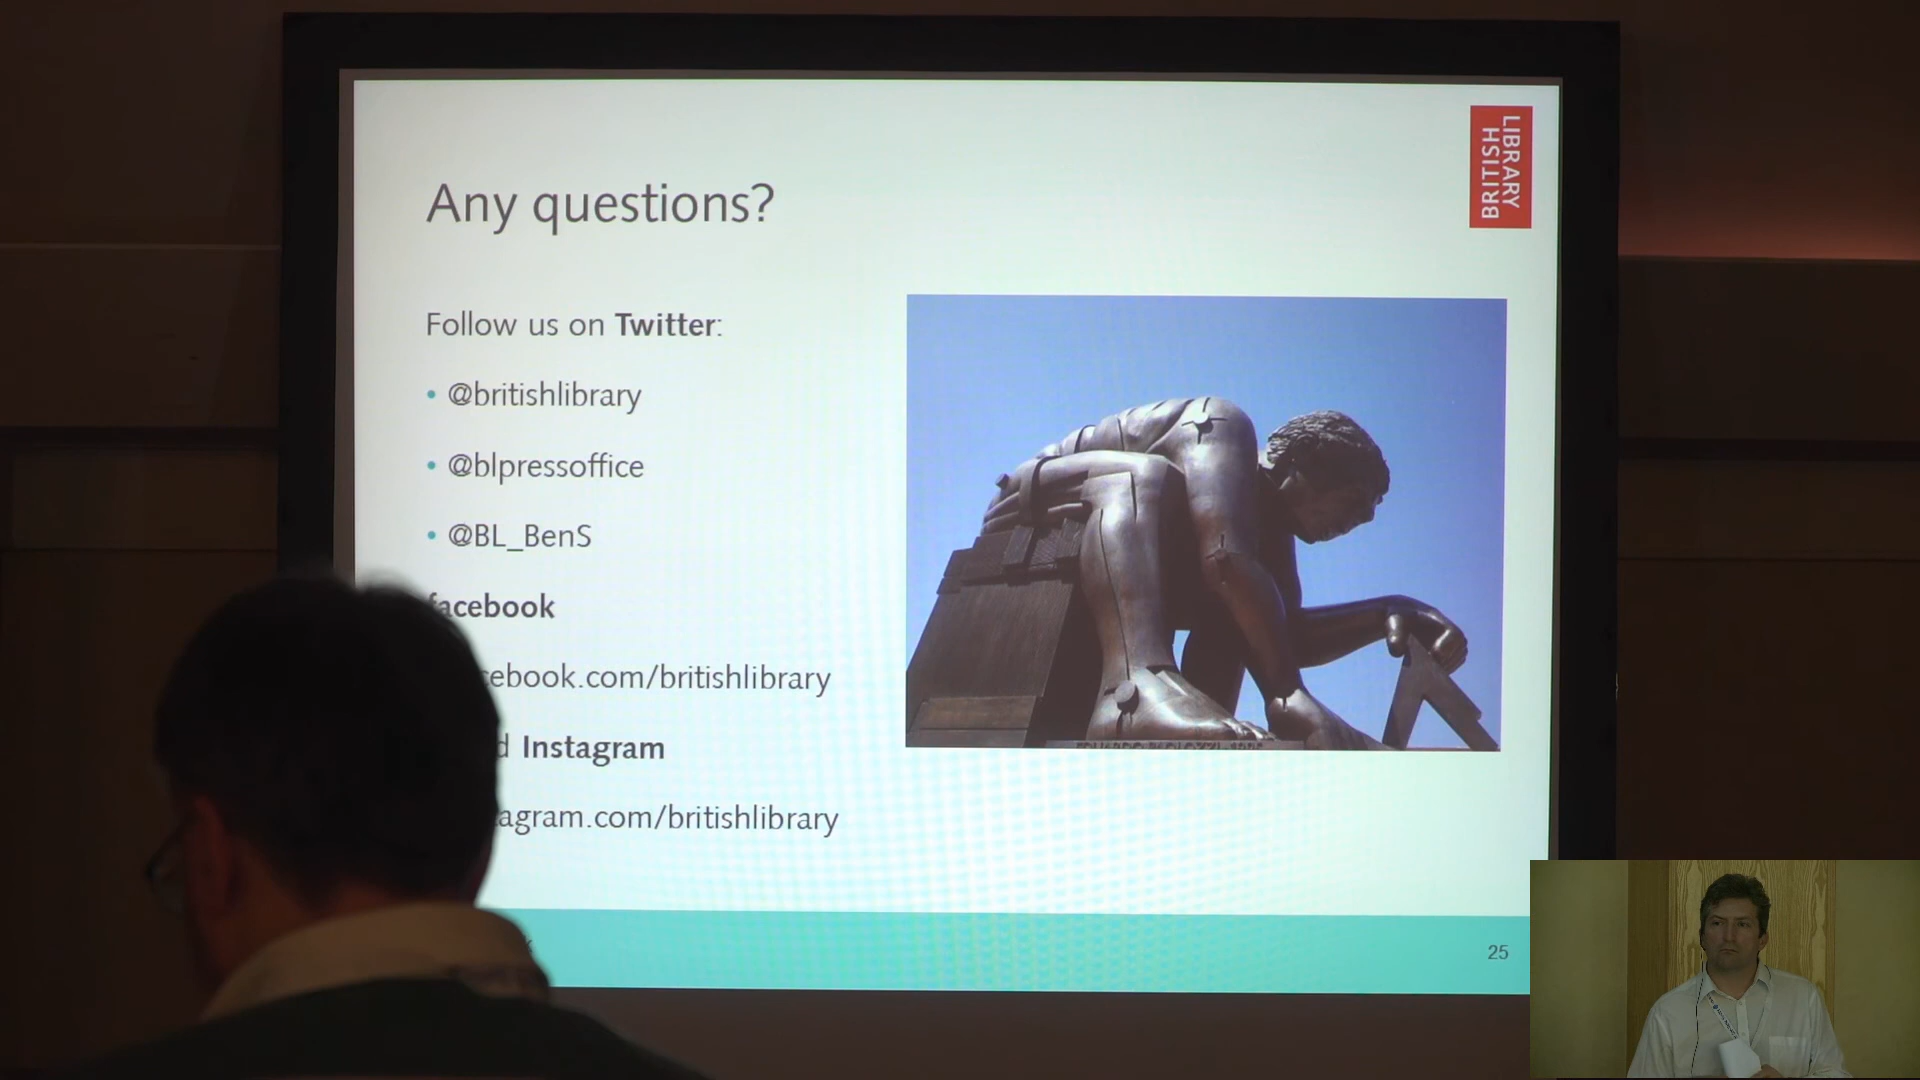 BRITISH
LIBRARY
Any questions?
Follow us on Twitter:
• @britishlibrary
• @blpressoffice
• @BL_BenS
facebook
cebook.com/britishlibrary
d Instagram
agram.com/britishlibrary
25